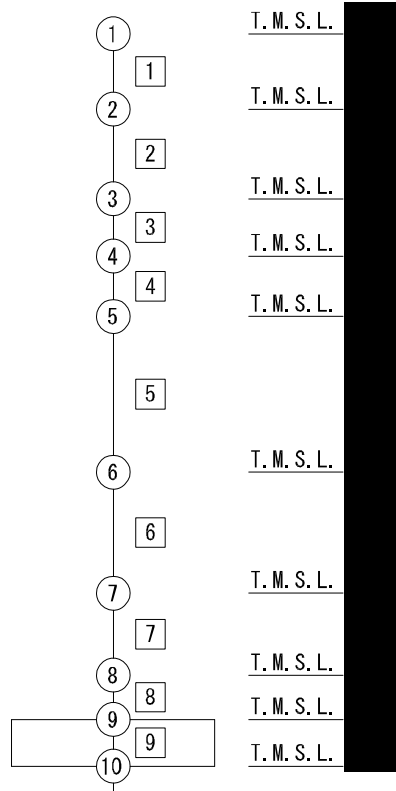 1 T.M.S.L.
1
2 T.M.S.L.
2
3 T.M.S.L.
3
4 T.M.S.L.
4
5 T.M.S.L.
5
6 T.M.S.L.
6
7 T.M.S.L.
7
8 T.M.S.L.
8
9 T.M.S.L.
9
10 T.M.S.L.